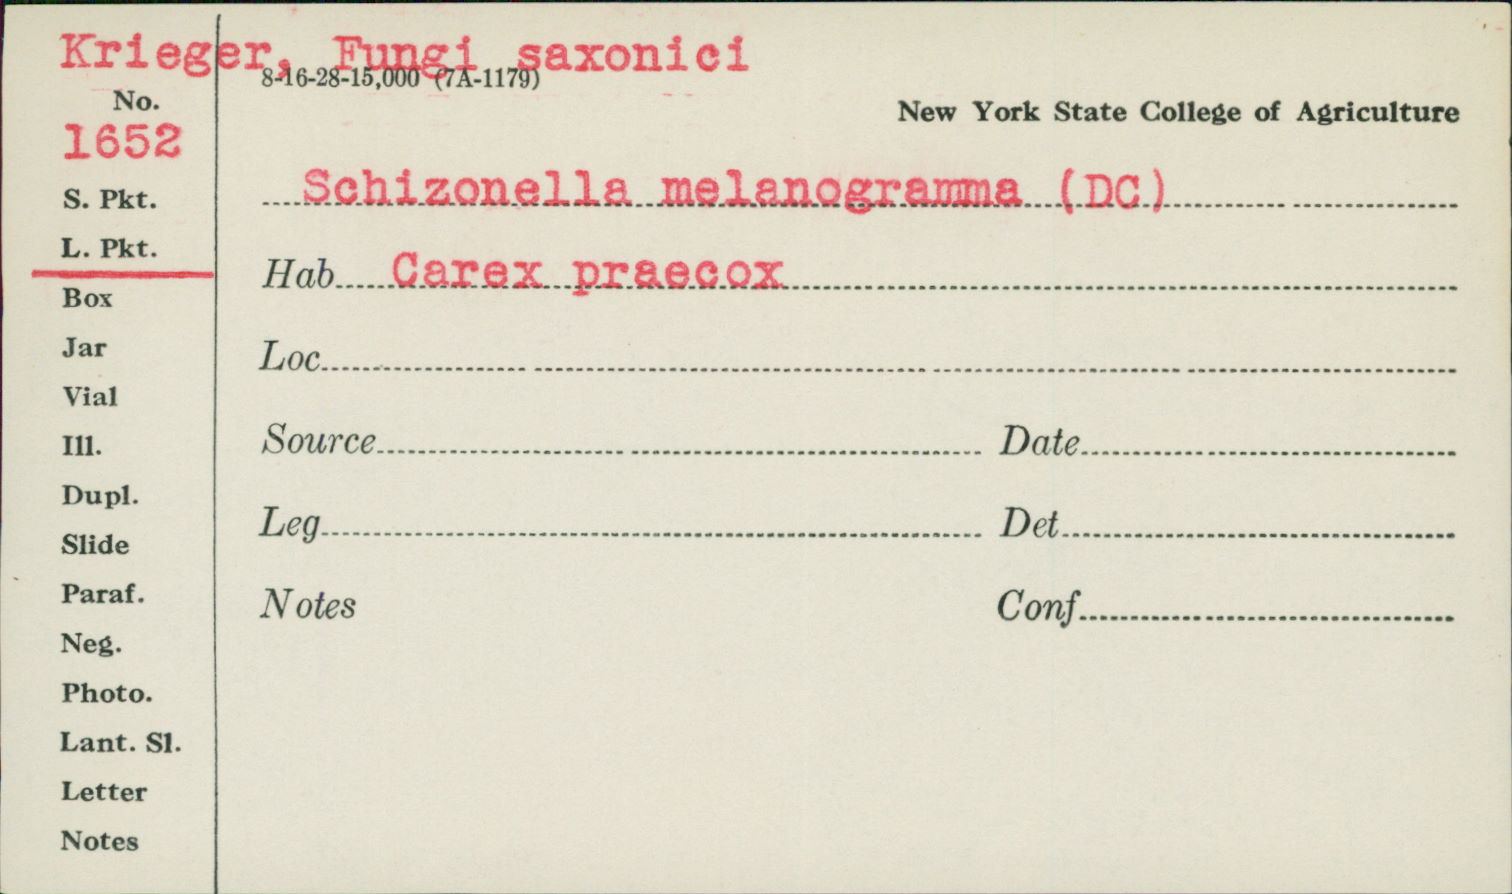 Krieger, Fungi saxonici
8-16-28-15,000 (7A-1179)
No.
New York State College of Agriculture
1652
Schizonella melanogramma (DC)
S. Pkt.
L. Pkt.
Hab Carex praecox
Box
Jar
Loc
Vial
Ill.
Source Date
Dupl.
Slide
Leg Det
Paraf.
Notes Conf
Neg.
Photo.
Lant. Sl.
Letter
Notes